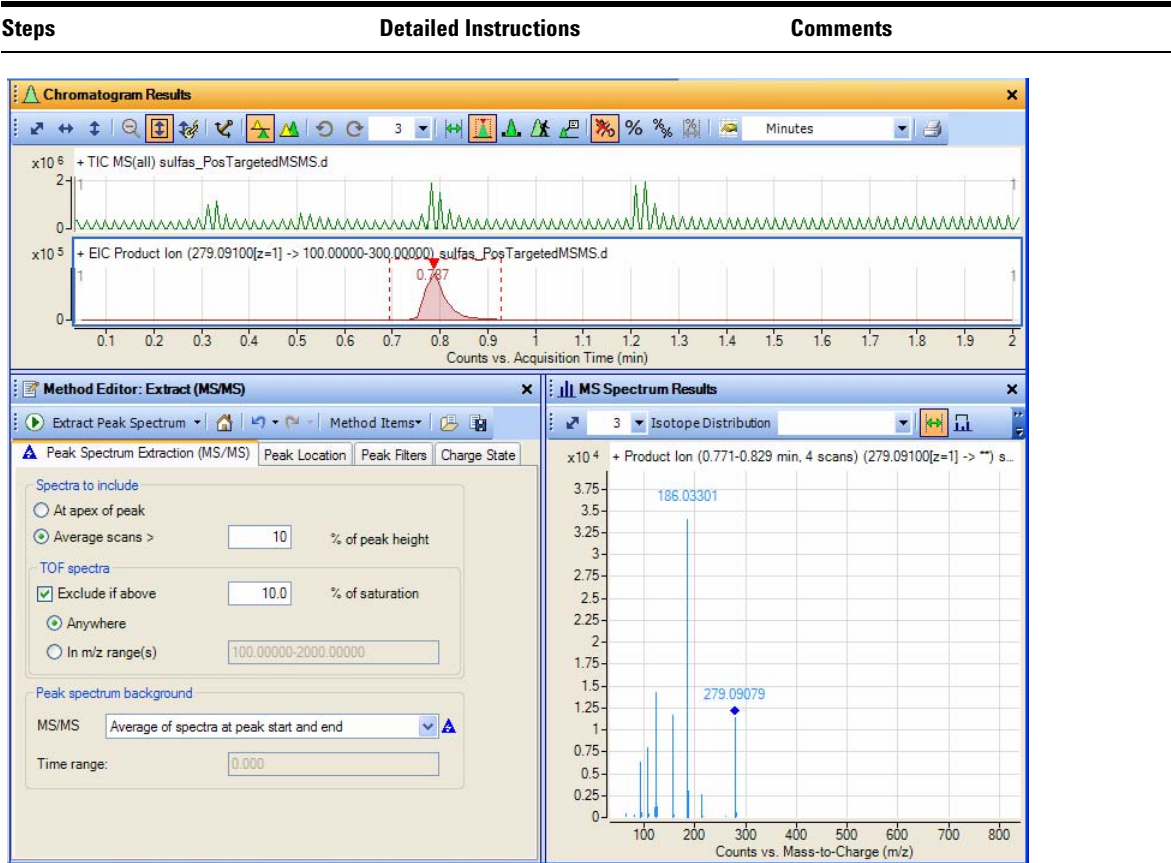 Steps Detailed Instructions Comments
Chromatogram Results
3 % Minutes
x10 6 + TIC MS(all) sulfas_PosTargetedMSMS.d
2
1 1
0
x10 5 + EIC Product Ion (279.09100[z=1] -> 100.00000-300.00000) sulfas_PosTargetedMSMS.d
1 0.787 1
0
0.1 0.2 0.3 0.4 0.5 0.6 0.7 0.8 0.9 1 1.1 1.2 1.3 1.4 1.5 1.6 1.7 1.8 1.9 2
Counts vs. Acquisition Time (min)
Method Editor: Extract (MS/MS)
Extract Peak Spectrum Method Items
Peak Spectrum Extraction (MS/MS) Peak Location Peak Filters Charge State
Spectra to include
At apex of peak
Average scans > 10 % of peak height
TOF spectra
Exclude if above 10.0 % of saturation
Anywhere
In m/z range(s) 100.00000-2000.00000
Peak spectrum background
MS/MS Average of spectra at peak start and end
Time range: 0.000
MS Spectrum Results
3 Isotope Distribution
x10 4 + Product Ion (0.771-0.829 min, 4 scans) (279.09100[z=1] -> **) s...
3.75
186.03301
3.5
3.25
3
2.75
2.5
2.25
2
1.75
1.5
279.09079
1.25
1
0.75
0.5
0.25
0
100 200 300 400 500 600 700 800
Counts vs. Mass-to-Charge (m/z)